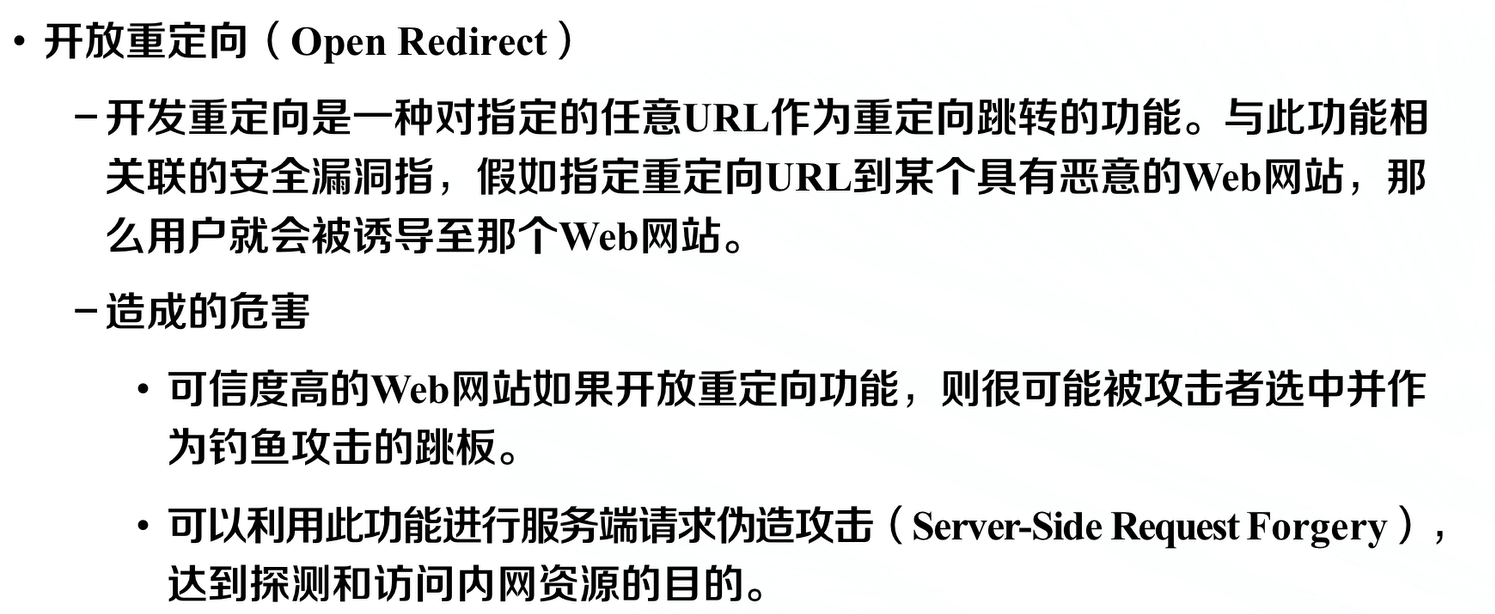 • 开放重定向（Open Redirect）
–开发重定向是一种对指定的任意URL作为重定向跳转的功能。与此功能相
关联的安全漏洞指，假如指定重定向URL到某个具有恶意的Web网站，那
么用户就会被诱导至那个Web网站。
–造成的危害
• 可信度高的Web网站如果开放重定向功能，则很可能被攻击者选中并作
为钓鱼攻击的跳板。
• 可以利用此功能进行服务端请求伪造攻击（Server-Side Request Forgery），
达到探测和访问内网资源的目的。